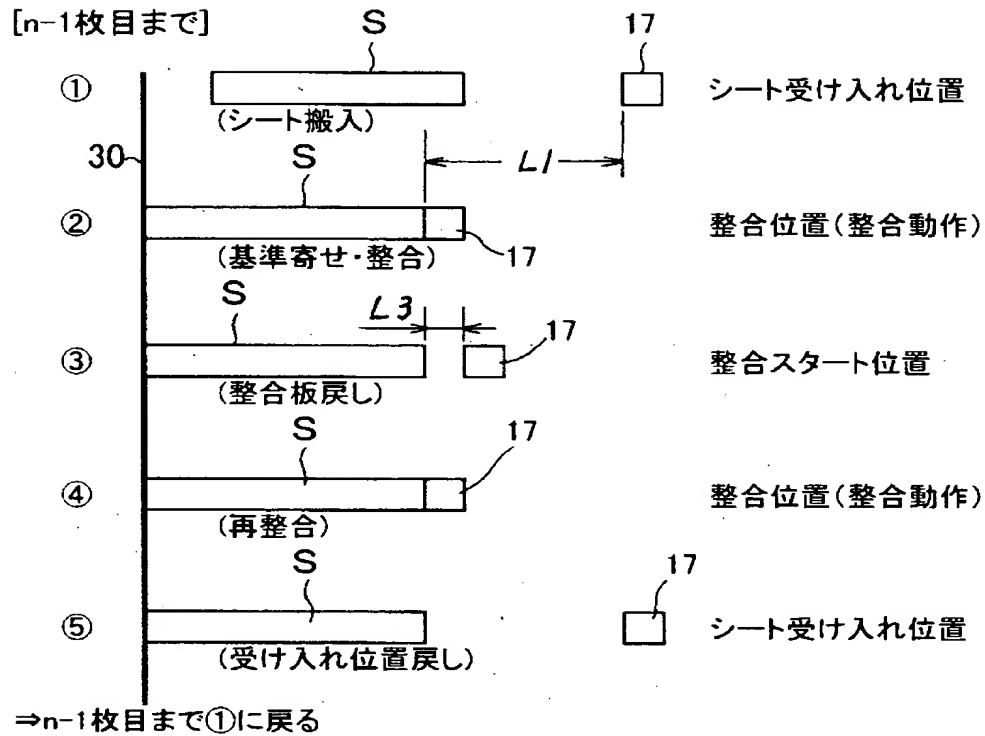 [n-1枚目まで]
S 17
① シート受け入れ位置
(シート搬入)
30 S L1
② 整合位置(整合動作)
(基準寄せ・整合) 17
S L3 17
③ 整合スタート位置
(整合板戻し)
S 17
④ 整合位置(整合動作)
(再整合)
S 17
⑤ シート受け入れ位置
(受け入れ位置戻し)
⇒n-1枚目まで①に戻る